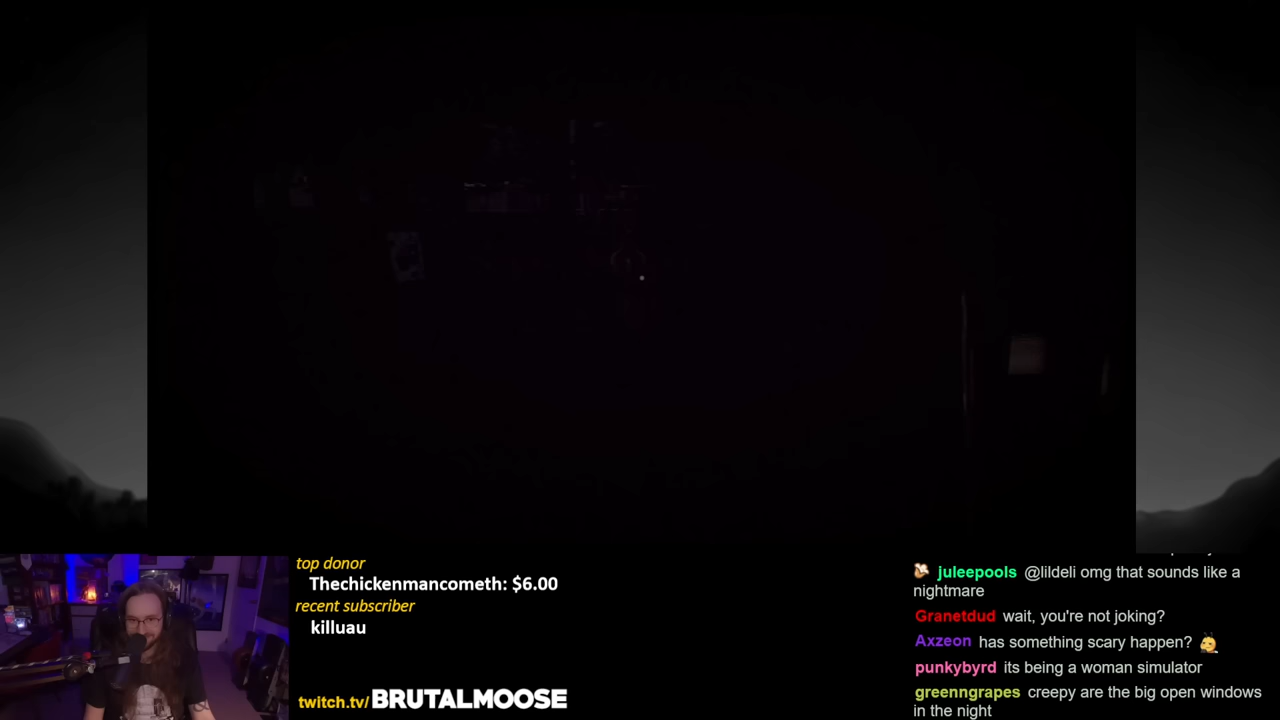 top donor
Thechickenmancometh: $6.00
recent subscriber
killuau
twitch.tv/BRUTALMOOSE
juleepools @lildeli omg that sounds like a
nightmare
Granetdud wait, you're not joking?
Axzeon has something scary happen?
punkybyrd its being a woman simulator
greenngrapes creepy are the big open windows
in the night